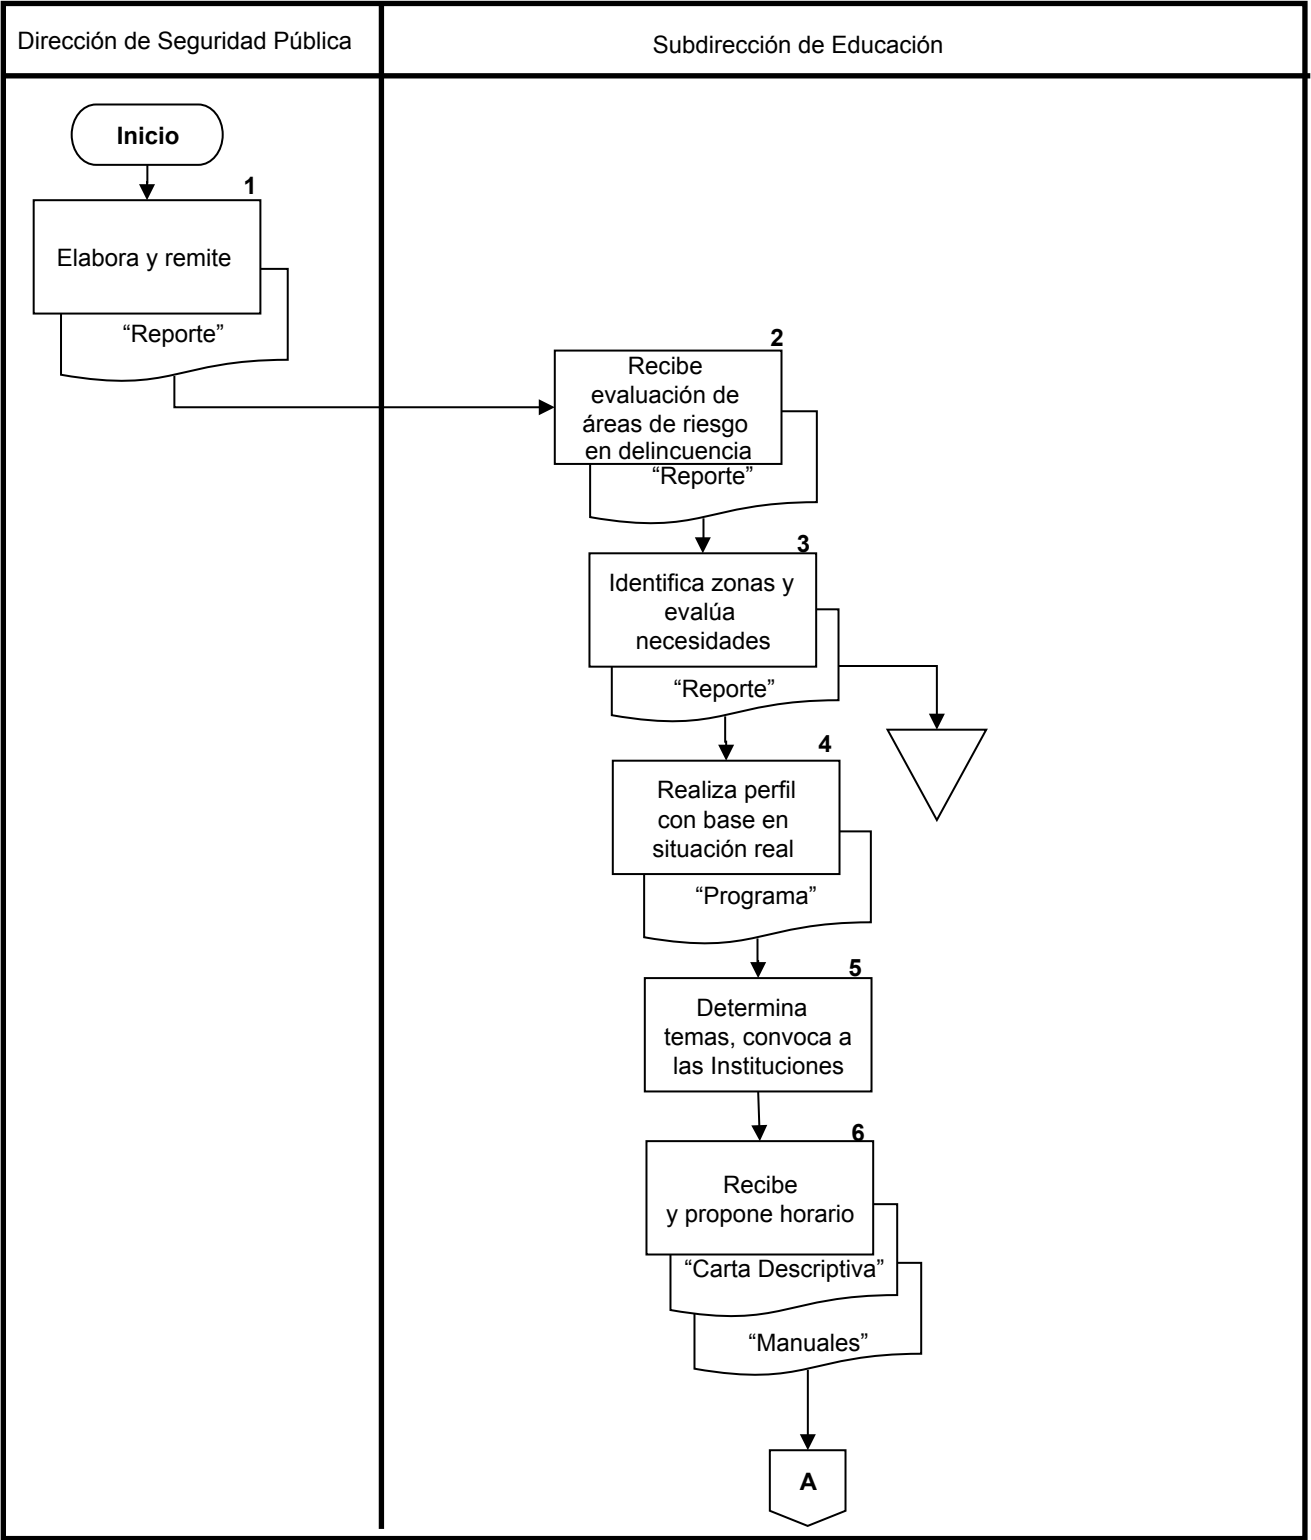 Dirección de Seguridad Pública
Subdirección de Educación
Inicio
1
Elabora y remite
“Reporte”
2
Recibe
evaluación de
áreas de riesgo
en delincuencia
“Reporte”
3
Identifica zonas y
evalúa
necesidades
“Reporte”
4
Realiza perfil
con base en
situación real
“Programa”
5
Determina
temas, convoca a
las Instituciones
6
Recibe
y propone horario
“Carta Descriptiva”
“Manuales”
A